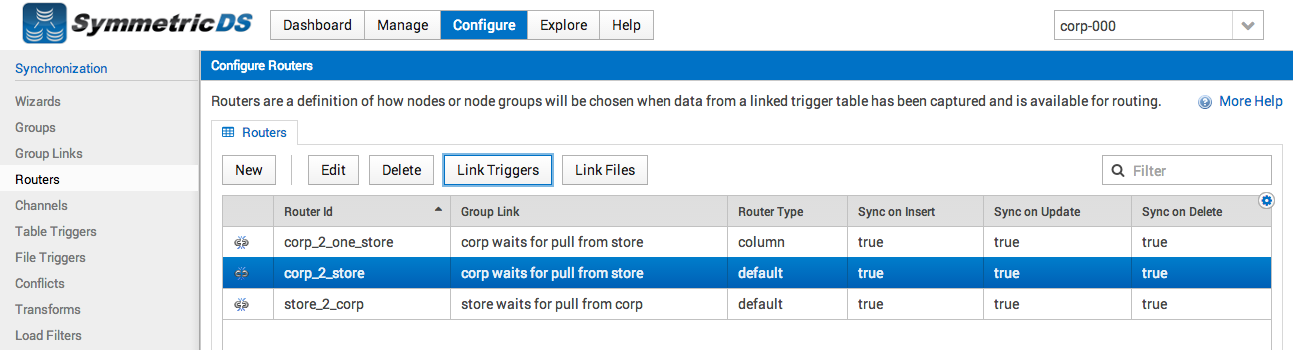 SymmetricDS
Dashboard Manage Configure Explore Help
corp-000
Synchronization
Wizards
Groups
Group Links
Routers
Channels
Table Triggers
File Triggers
Conflicts
Transforms
Load Filters
Configure Routers
Routers are a definition of how nodes or node groups will be chosen when data from a linked trigger table has been captured and is available for routing.
More Help
Routers
New Edit Delete Link Triggers Link Files
Filter
Router Id Group Link Router Type Sync on Insert Sync on Update Sync on Delete
corp_2_one_store corp waits for pull from store column true true true
corp_2_store corp waits for pull from store default true true true
store_2_corp store waits for pull from corp default true true true